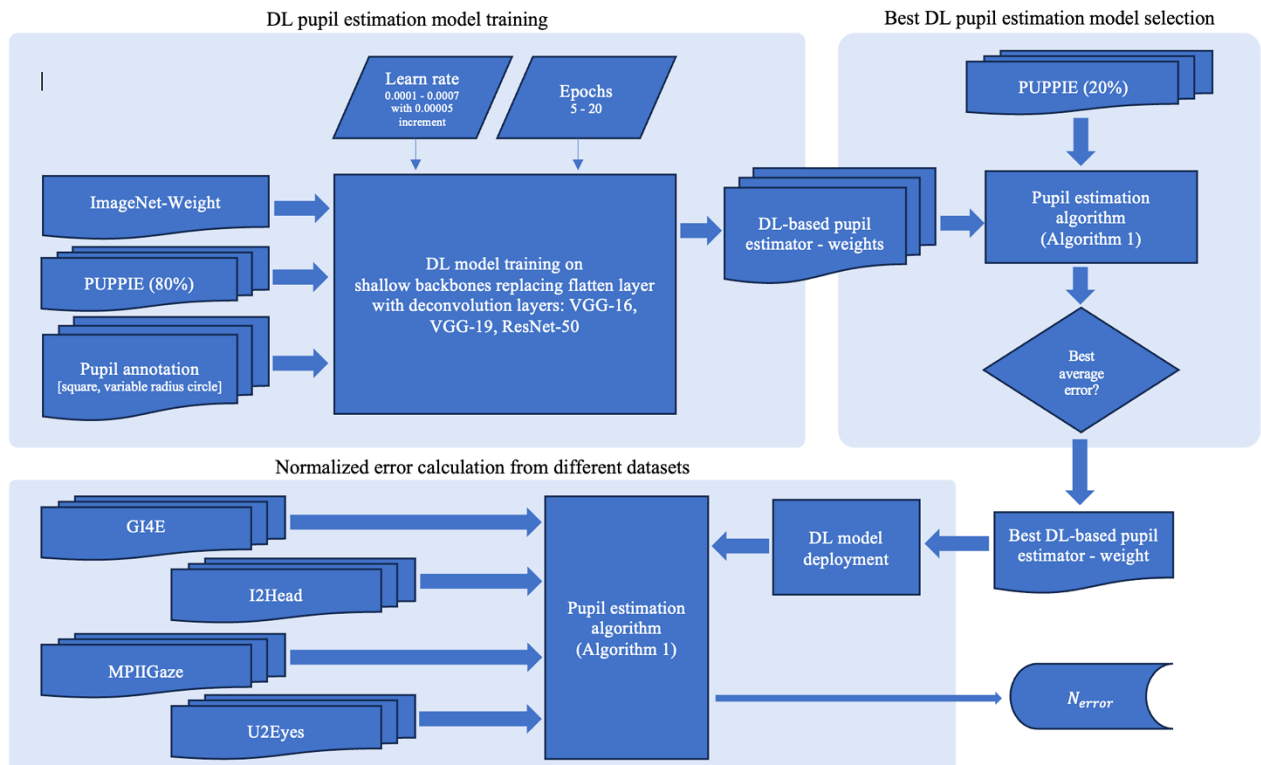 DL pupil estimation model training
Best DL pupil estimation model selection
Learn rate
0.0001 - 0.0007
with 0.00005
increment
Epochs
5 - 20
PUPPIE (20%)
ImageNet-Weight
PUPPIE (80%)
Pupil annotation
[square, variable radius circle]
DL model training on
shallow backbones replacing flatten layer
with deconvolution layers: VGG-16,
VGG-19, ResNet-50
DL-based pupil
estimator - weights
Pupil estimation
algorithm
(Algorithm 1)
Best
average
error?
Normalized error calculation from different datasets
GI4E
I2Head
MPIIGaze
U2Eyes
Pupil estimation
algorithm
(Algorithm 1)
DL model
deployment
Best DL-based pupil
estimator - weight
N_error